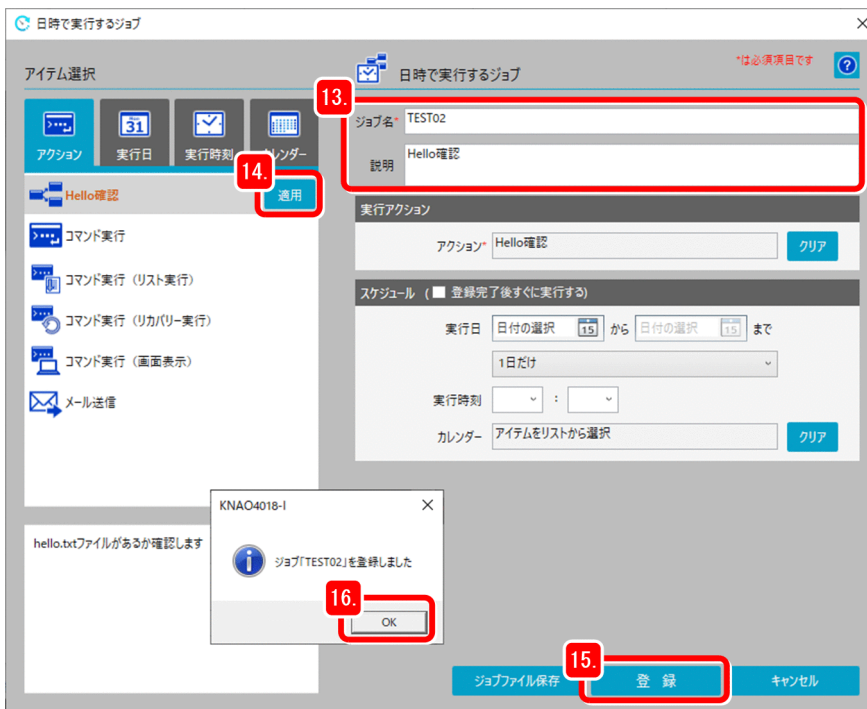 日時で実行するジョブ
アイテム選択
アクション
31
実行日
実行時刻
レンダー
14.
Hello確認
適用
コマンド実行
コマンド実行（リスト実行）
コマンド実行（リカバリー実行）
コマンド実行（画面表示）
メール送信
hello.txtファイルがあるか確認します
日時で実行するジョブ
*は必須項目です
?
13.
ジョブ名* TEST02
説明 Hello確認
実行アクション
アクション* Hello確認 クリア
スケジュール ( 登録完了後すぐに実行する)
実行日 日付の選択 15 から 日付の選択 15 まで
1日だけ
実行時刻 :
カレンダー アイテムをリストから選択 クリア
KNAO4018-I
ジョブ「TEST02」を登録しました
16.
OK
15.
ジョブファイル保存 登 録 キャンセル